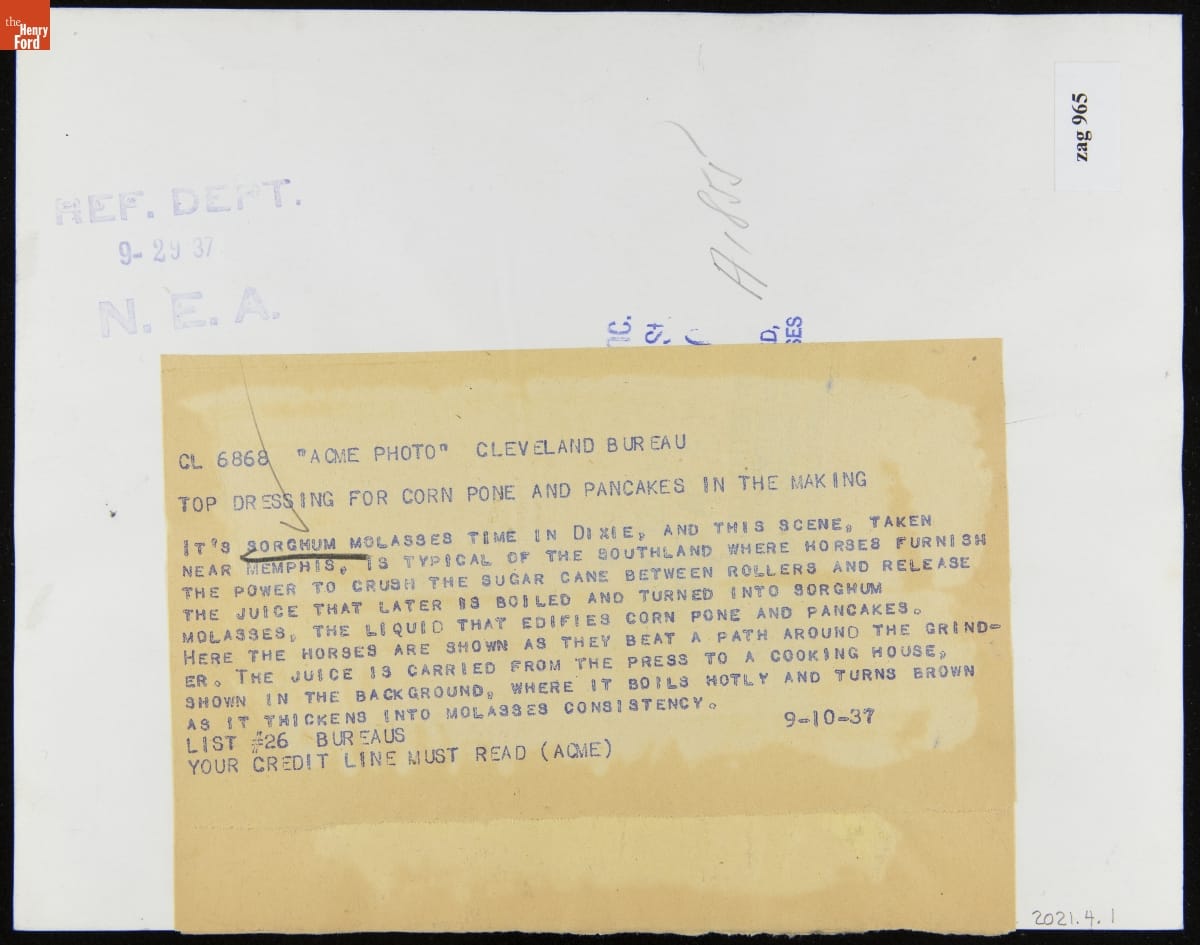 the
Henry
Ford
zag 965
REF. DEPT.
9-29 37
N. E. A.
A1855
CL 6868 "ACME PHOTO" CLEVELAND BUREAU
TOP DRESSING FOR CORN PONE AND PANCAKES IN THE MAKING
IT'S SORGHUM MOLASSES TIME IN DIXIE, AND THIS SCENE, TAKEN
NEAR MEMPHIS, IS TYPICAL OF THE SOUTHLAND WHERE HORSES FURNISH
THE POWER TO CRUSH THE SUGAR CANE BETWEEN ROLLERS AND RELEASE
THE JUICE THAT LATER IS BOILED AND TURNED INTO SORGHUM
MOLASSES, THE LIQUID THAT EDIFIES CORN PONE AND PANCAKES.
HERE THE HORSES ARE SHOWN AS THEY BEAT A PATH AROUND THE GRIND-
ER. THE JUICE IS CARRIED FROM THE PRESS TO A COOKING HOUSE,
SHOWN IN THE BACKGROUND, WHERE IT BOILS HOTLY AND TURNS BROWN
AS IT THICKENS INTO MOLASSES CONSISTENCY. 9-10-37
LIST #26 BUREAUS
YOUR CREDIT LINE MUST READ (ACME)
2021.4.1